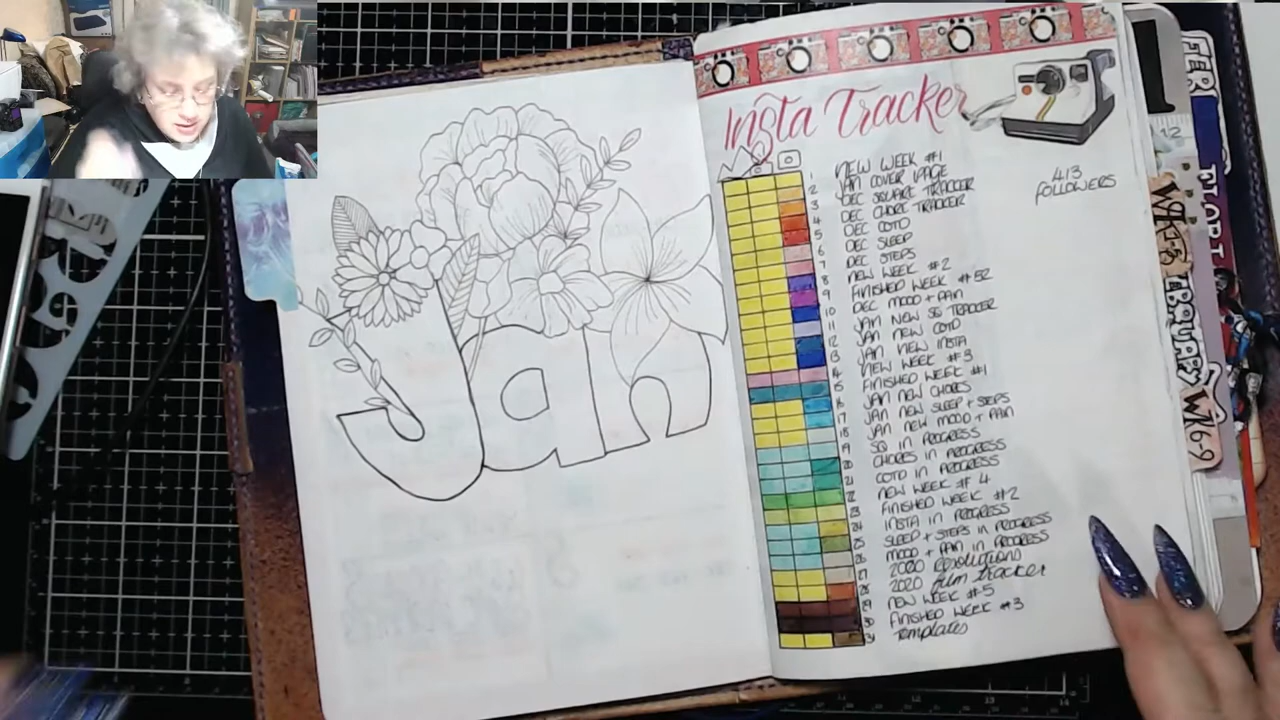 Jan
Insta Tracker
413
FOLLOWERS
1 NEW WEEK #1
2 JAN COVER PAGE
3 DEC SQUARE TRACKER
4 DEC CHORE TRACKER
5 DEC COTD
6 DEC SLEEP
7 DEC STEPS
8 NEW WEEK #2
9 FINISHED WEEK #52
10 DEC MOOD + PAIN
11 JAN NEW SQ TRACKER
12 JAN NEW COTD
13 JAN NEW INSTA
14 NEW WEEK #3
15 FINISHED WEEK #1
16 JAN NEW CHORES
17 JAN NEW SLEEP + STEPS
18 JAN NEW MOOD + PAIN
19 SQ IN PROGRESS
20 CHORES IN PROGRESS
21 COTD IN PROGRESS
22 NEW WEEK #4
23 FINISHED WEEK #2
24 INSTA IN PROGRESS
25 SLEEP + STEPS IN PROGRESS
26 MOOD + PAIN IN PROGRESS
27 2020 Resolutions
28 2020 film tracker
29 NEW WEEK #5
30 FINISHED WEEK #3
31 Templates
WK1-5
WK6-9
12
14